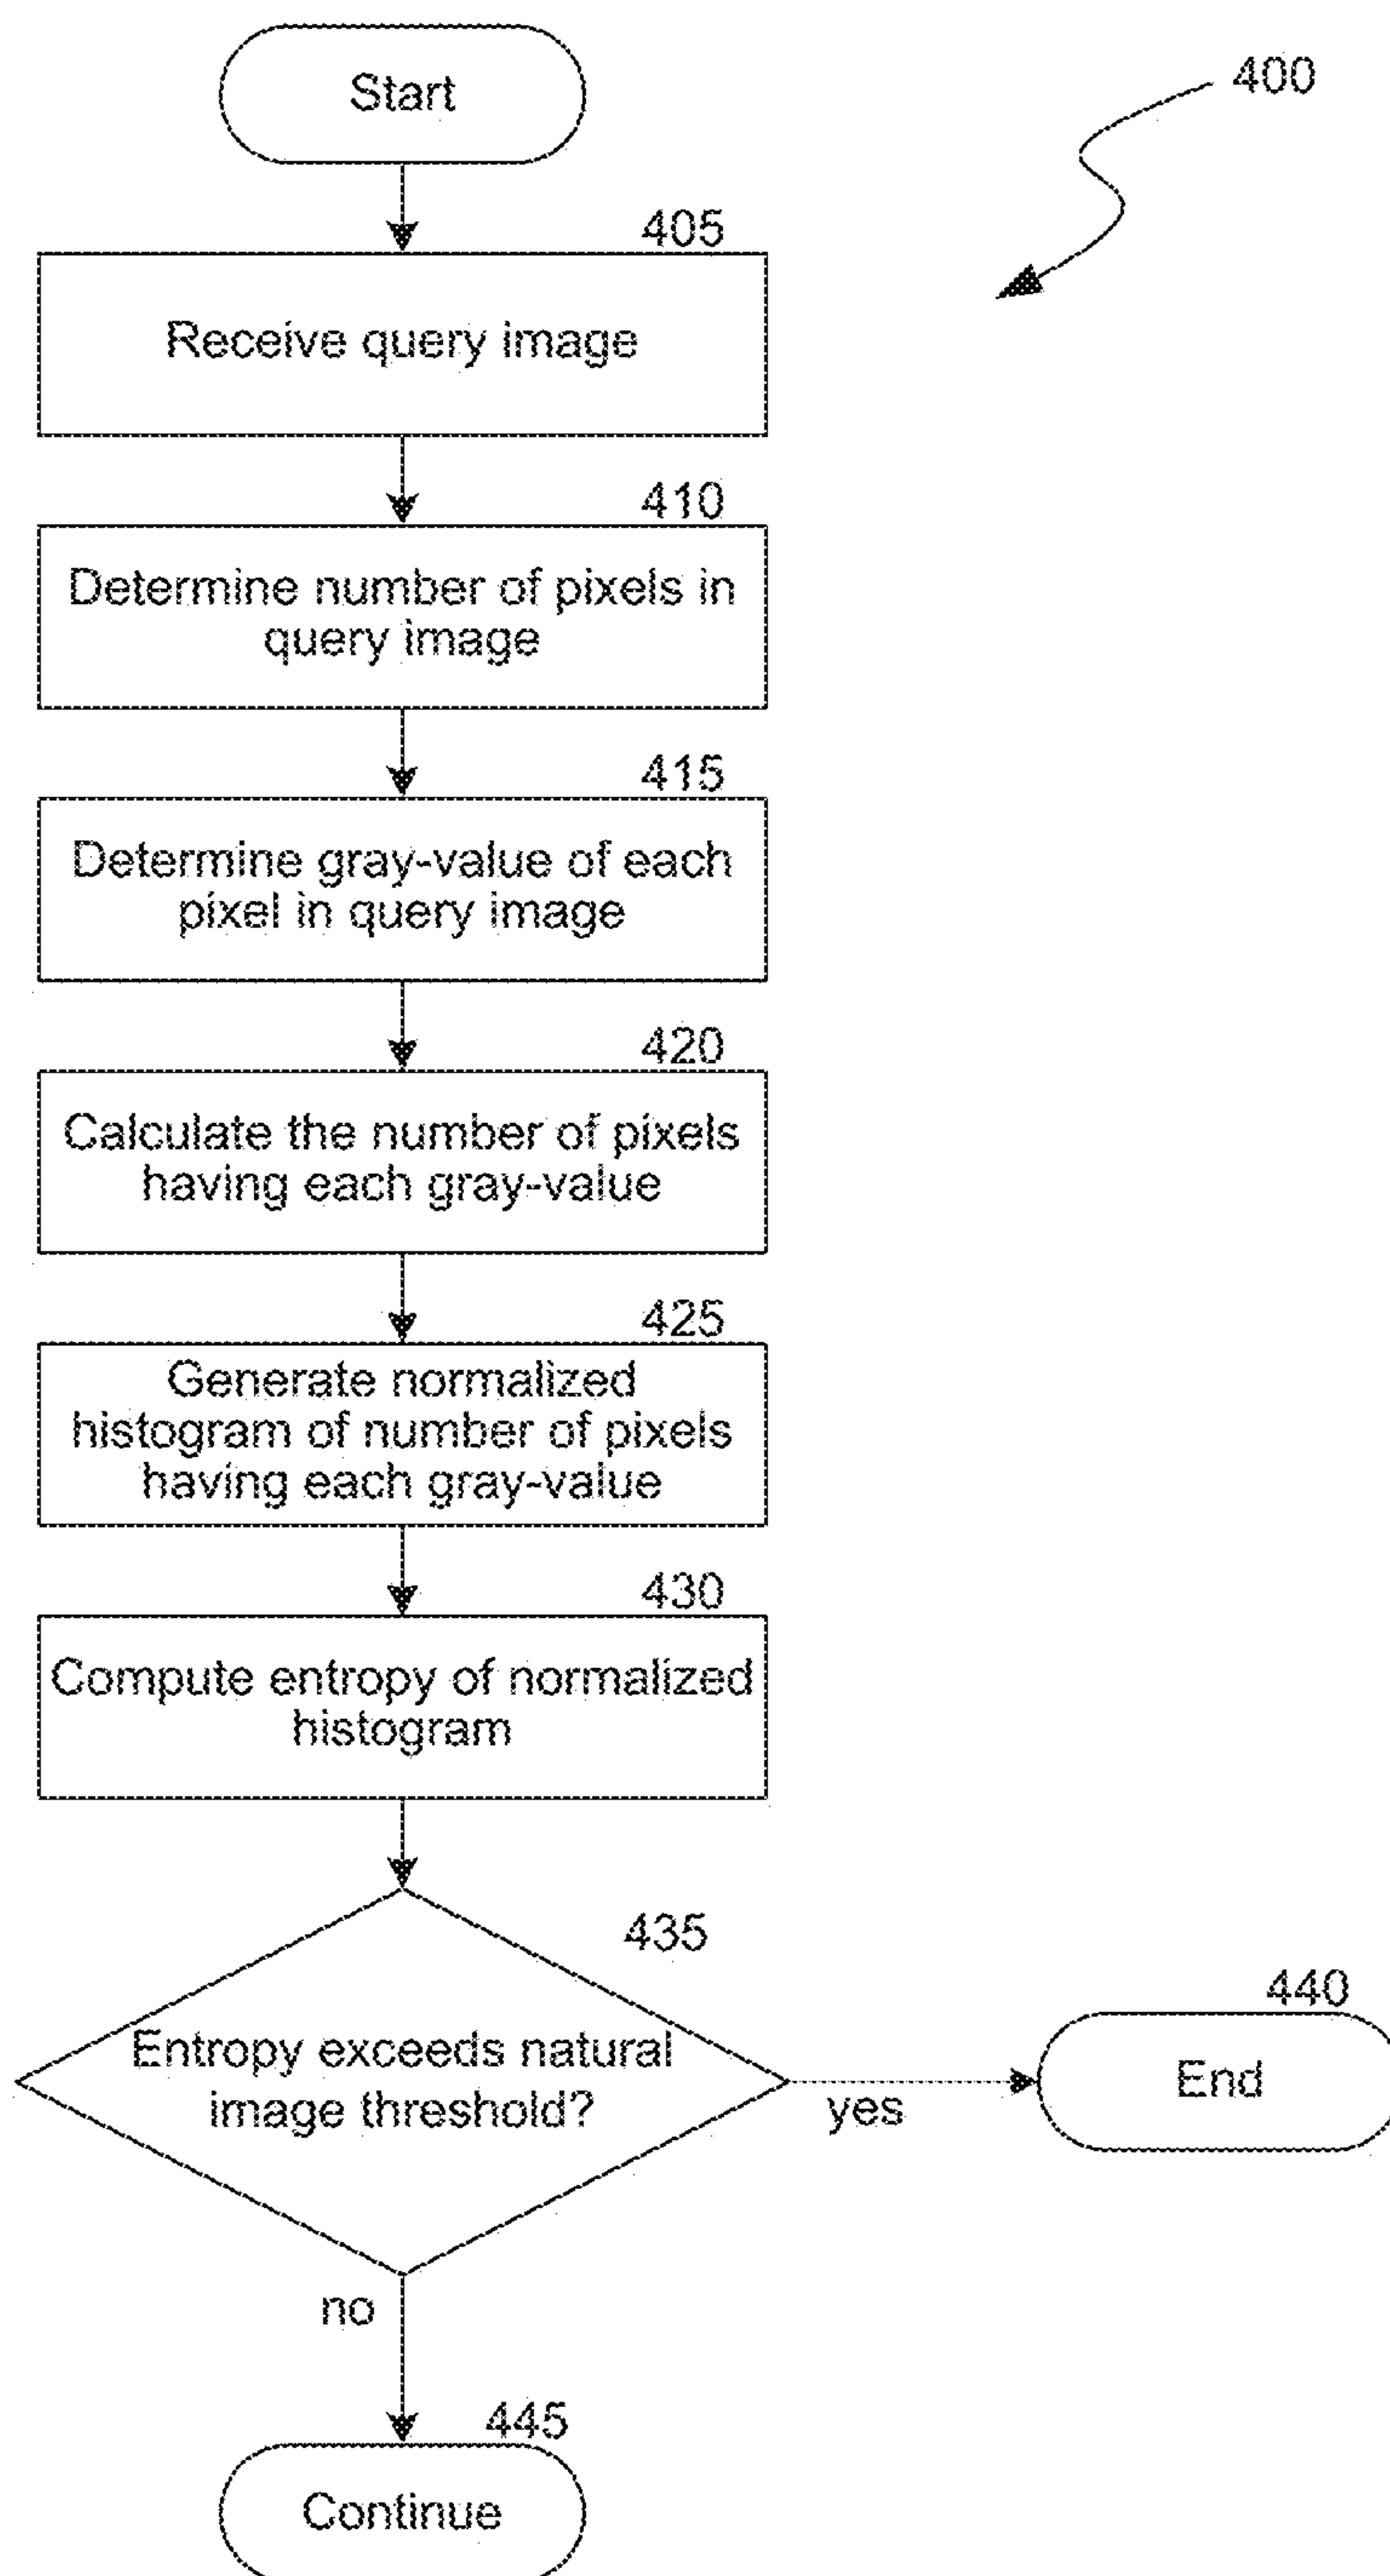 Start
400
405
Receive query image
410
Determine number of pixels in
query image
415
Determine gray-value of each
pixel in query image
420
Calculate the number of pixels
having each gray-value
425
Generate normalized
histogram of number of pixels
having each gray-value
430
Compute entropy of normalized
histogram
435
Entropy exceeds natural
image threshold?
yes
440
End
no
445
Continue